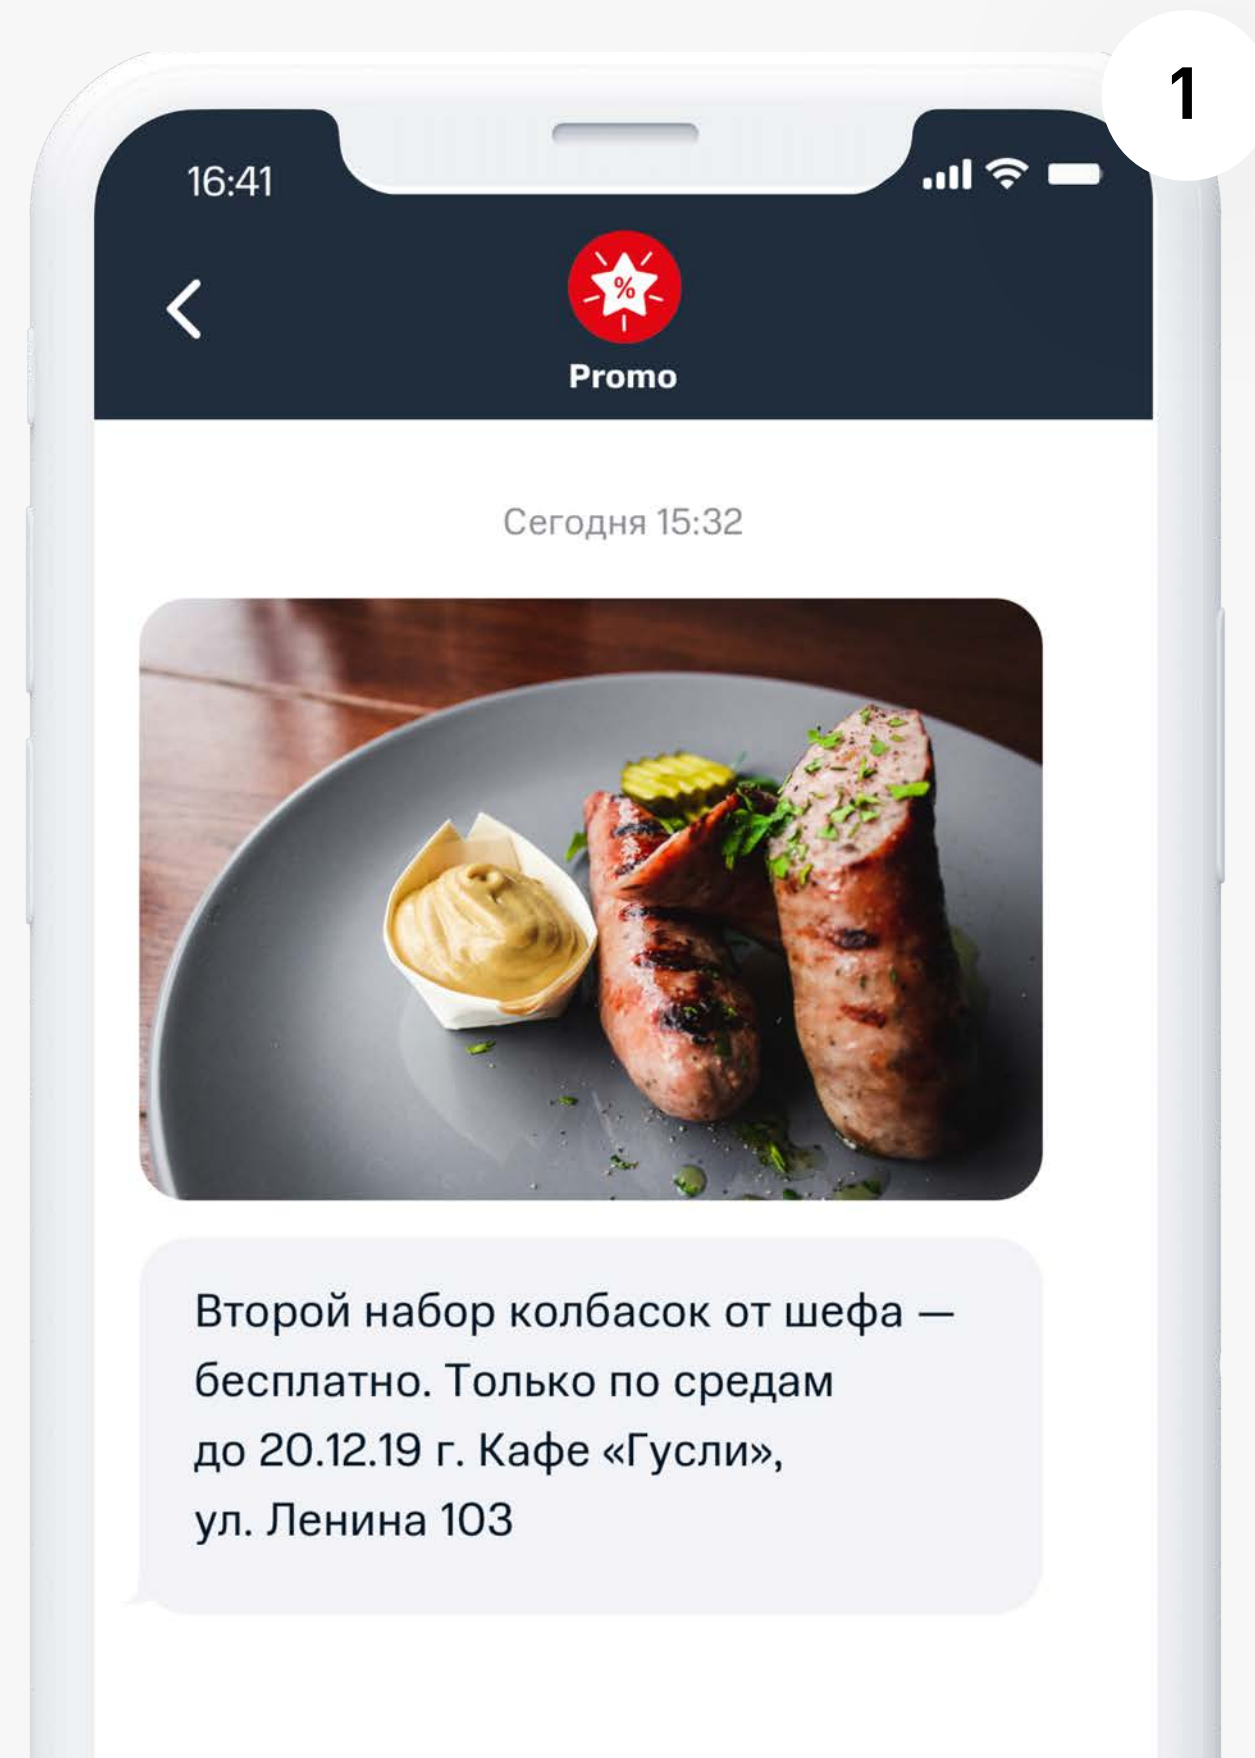 1
16:41
%
Promo
Сегодня 15:32
Второй набор колбасок от шефа —
бесплатно. Только по средам
до 20.12.19 г. Кафе «Гусли»,
ул. Ленина 103